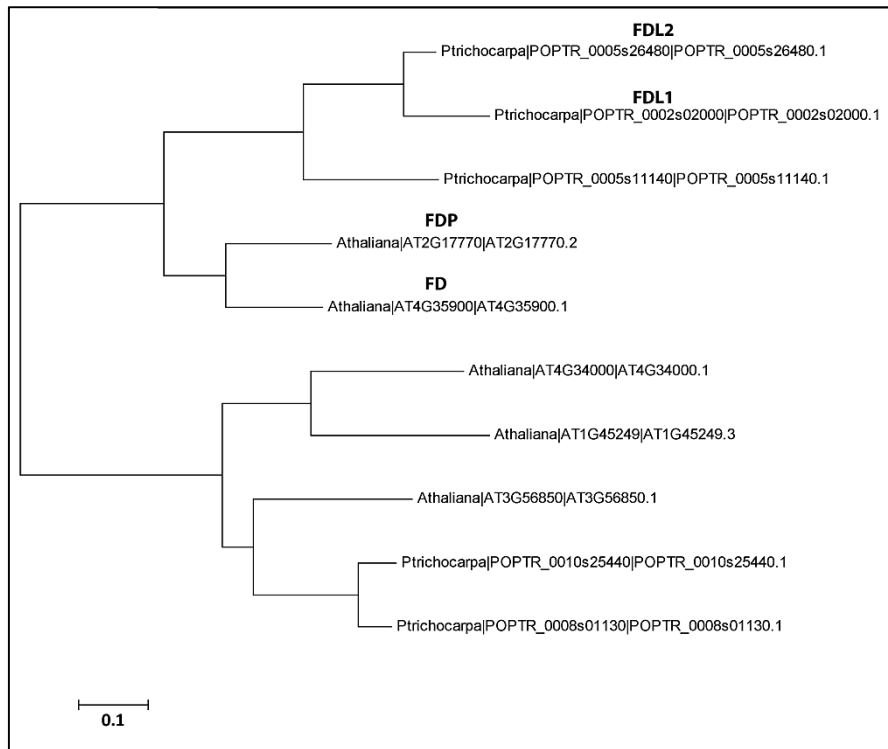 FDL2
Ptrichocarpa|POPTR_0005s26480|POPTR_0005s26480.1
FDL1
Ptrichocarpa|POPTR_0002s02000|POPTR_0002s02000.1
Ptrichocarpa|POPTR_0005s11140|POPTR_0005s11140.1
FDP
Athaliana|AT2G17770|AT2G17770.2
FD
Athaliana|AT4G35900|AT4G35900.1
Athaliana|AT4G34000|AT4G34000.1
Athaliana|AT1G45249|AT1G45249.3
Athaliana|AT3G56850|AT3G56850.1
Ptrichocarpa|POPTR_0010s25440|POPTR_0010s25440.1
Ptrichocarpa|POPTR_0008s01130|POPTR_0008s01130.1
0.1